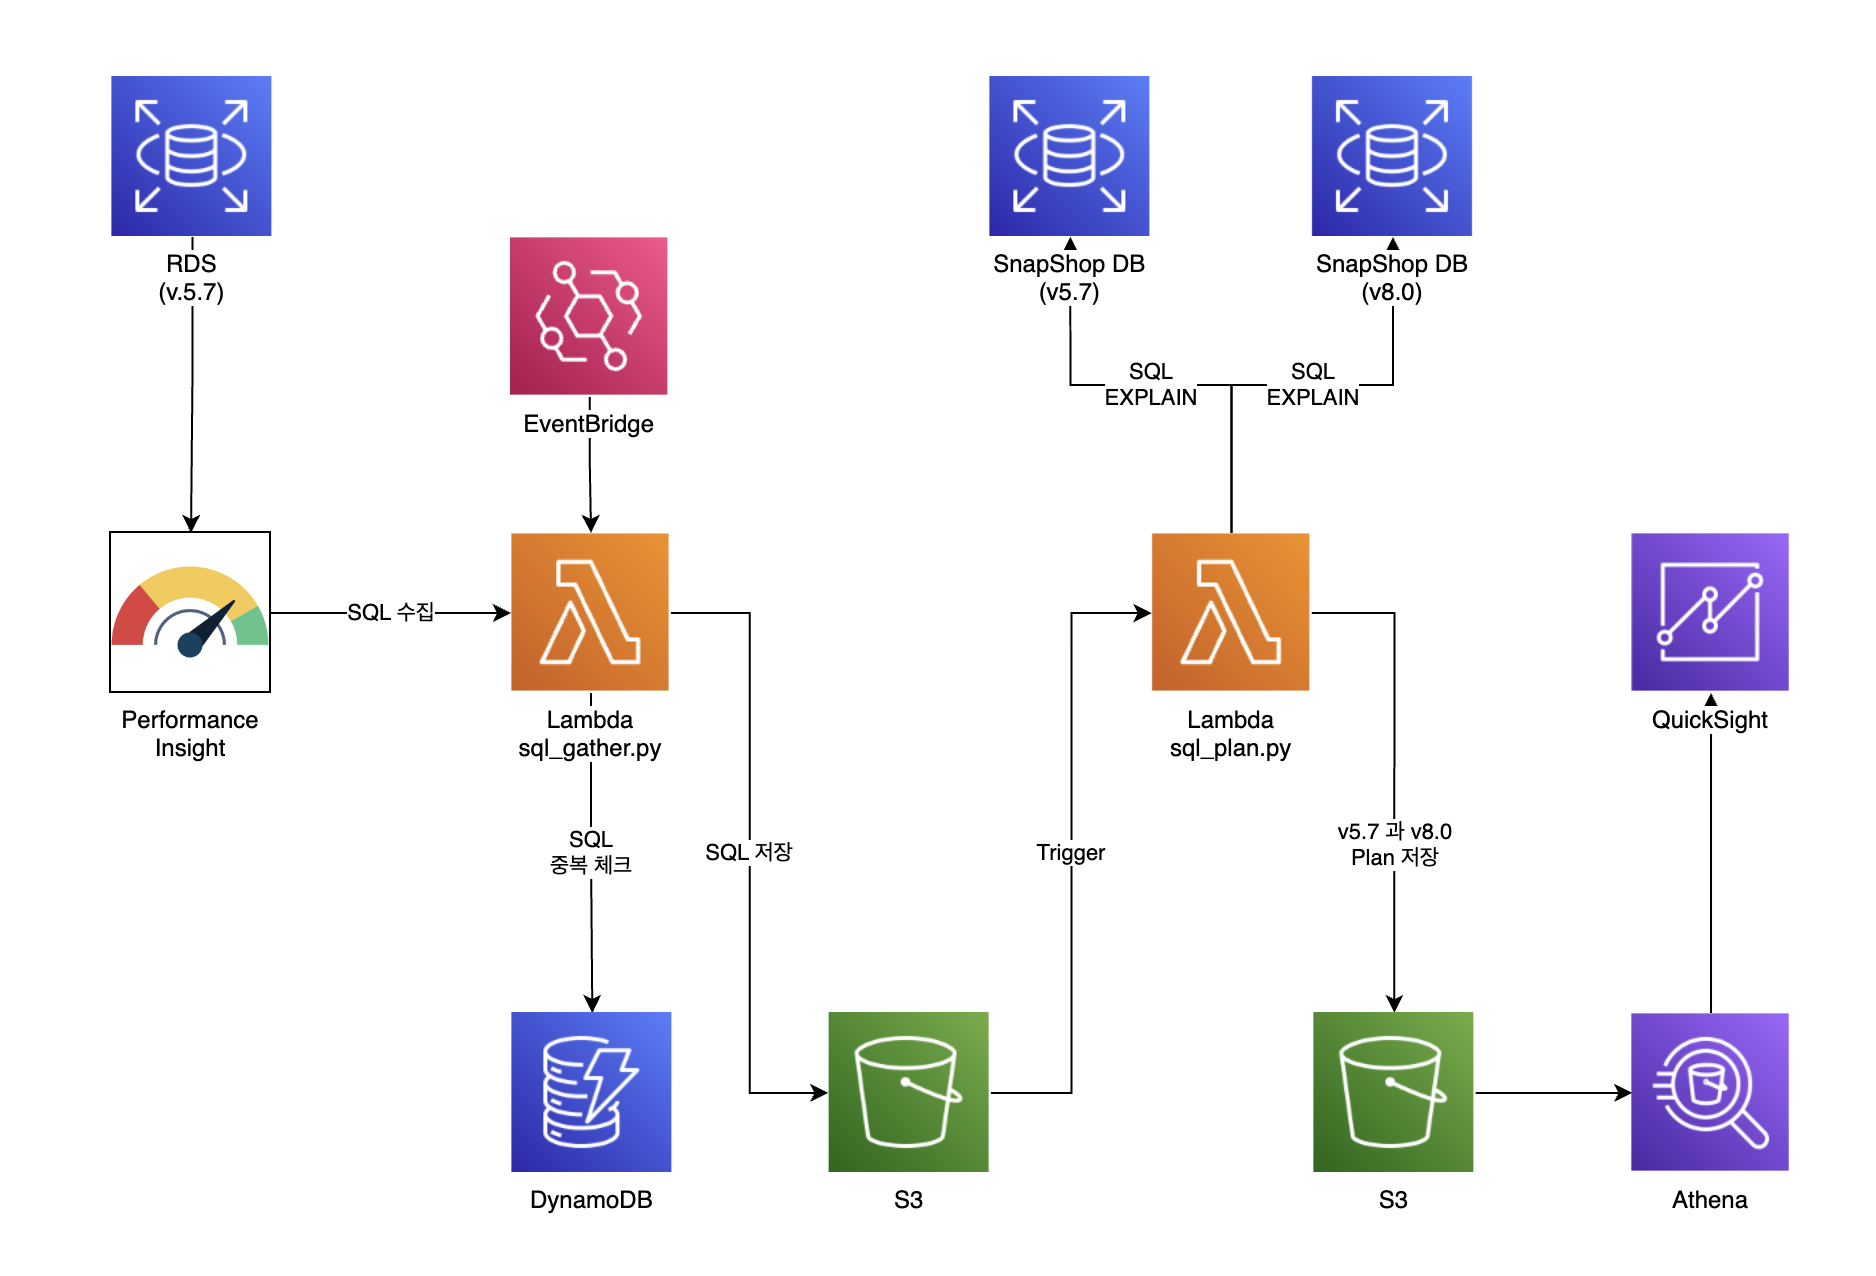 RDS
(v.5.7)
SnapShop DB
(v5.7)
SnapShop DB
(v8.0)
SQL
EXPLAIN
SQL
EXPLAIN
EventBridge
SQL 수집
Performance
Insight
Lambda
sql_gather.py
Lambda
sql_plan.py
QuickSight
SQL
중복 체크
SQL 저장
Trigger
v5.7 과 v8.0
Plan 저장
DynamoDB
S3
S3
Athena